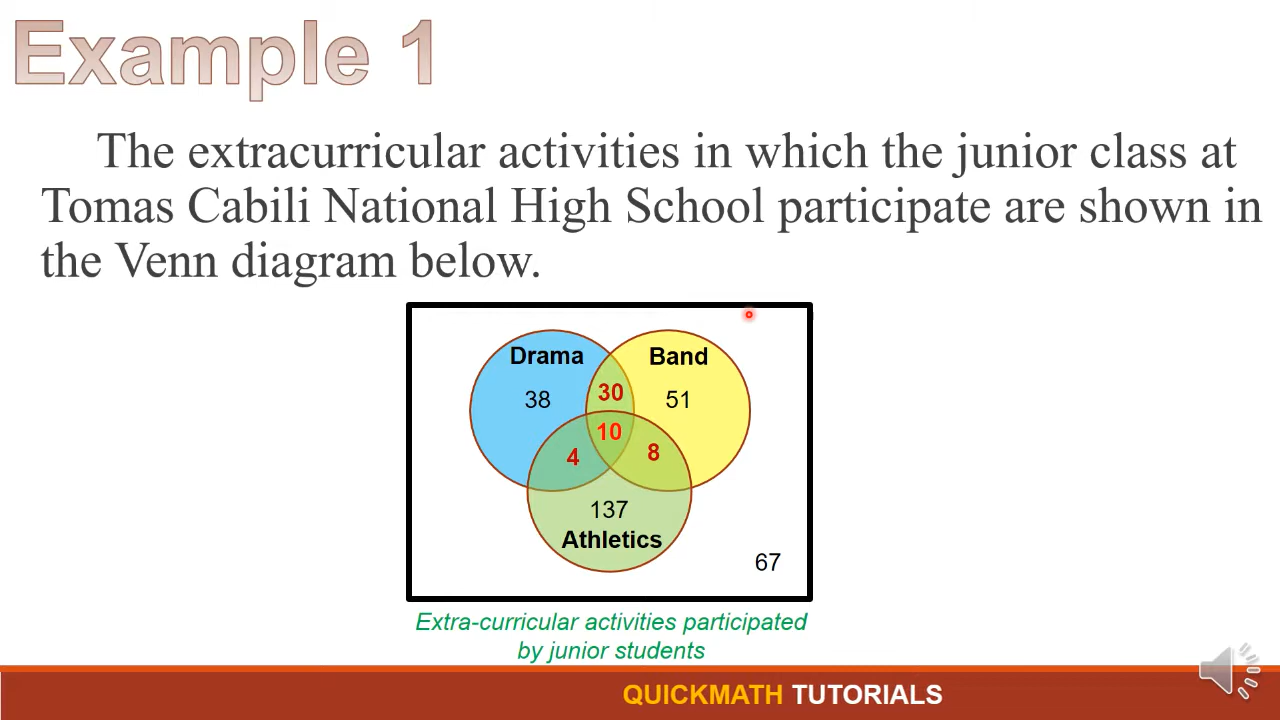 Example 1
The extracurricular activities in which the junior class at
Tomas Cabili National High School participate are shown in
the Venn diagram below.
Drama Band
38 30 51
10
4 8
137
Athletics
67
Extra-curricular activities participated
by junior students
QUICKMATH TUTORIALS